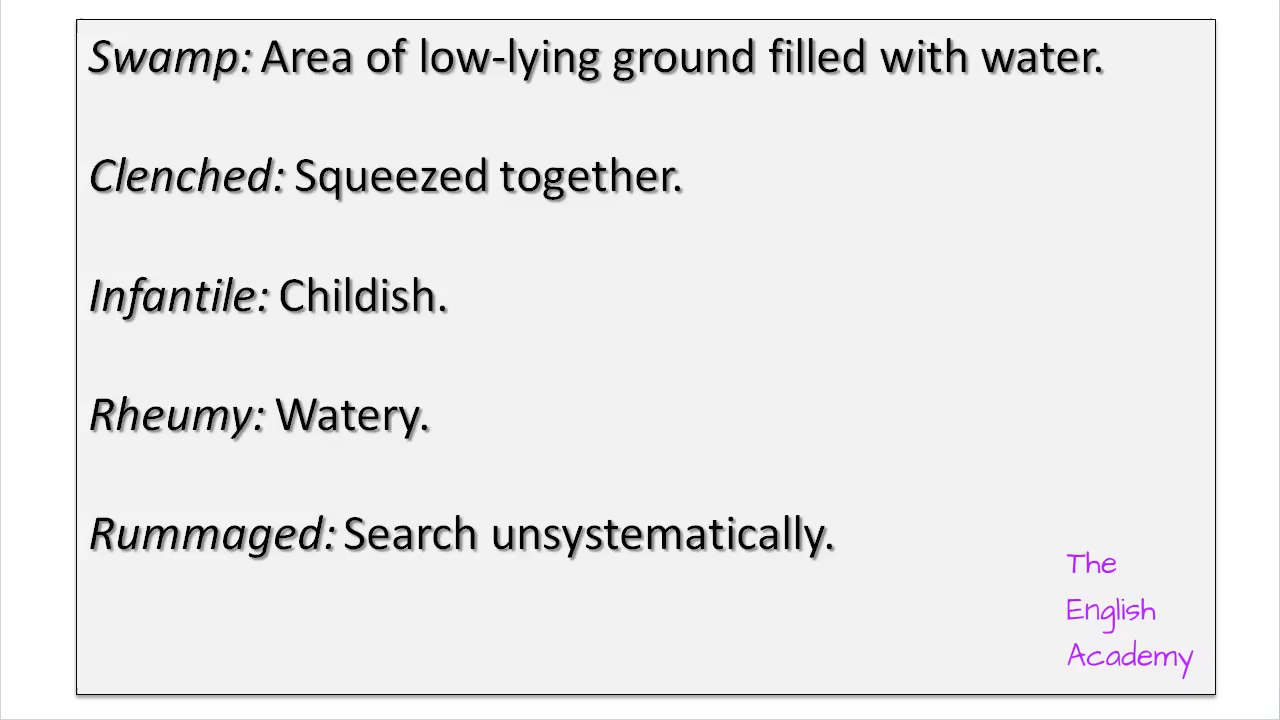 Swamp: Area of low-lying ground filled with water.
Clenched: Squeezed together.
Infantile: Childish.
Rheumy: Watery.
Rummaged: Search unsystematically.
The
English
Academy